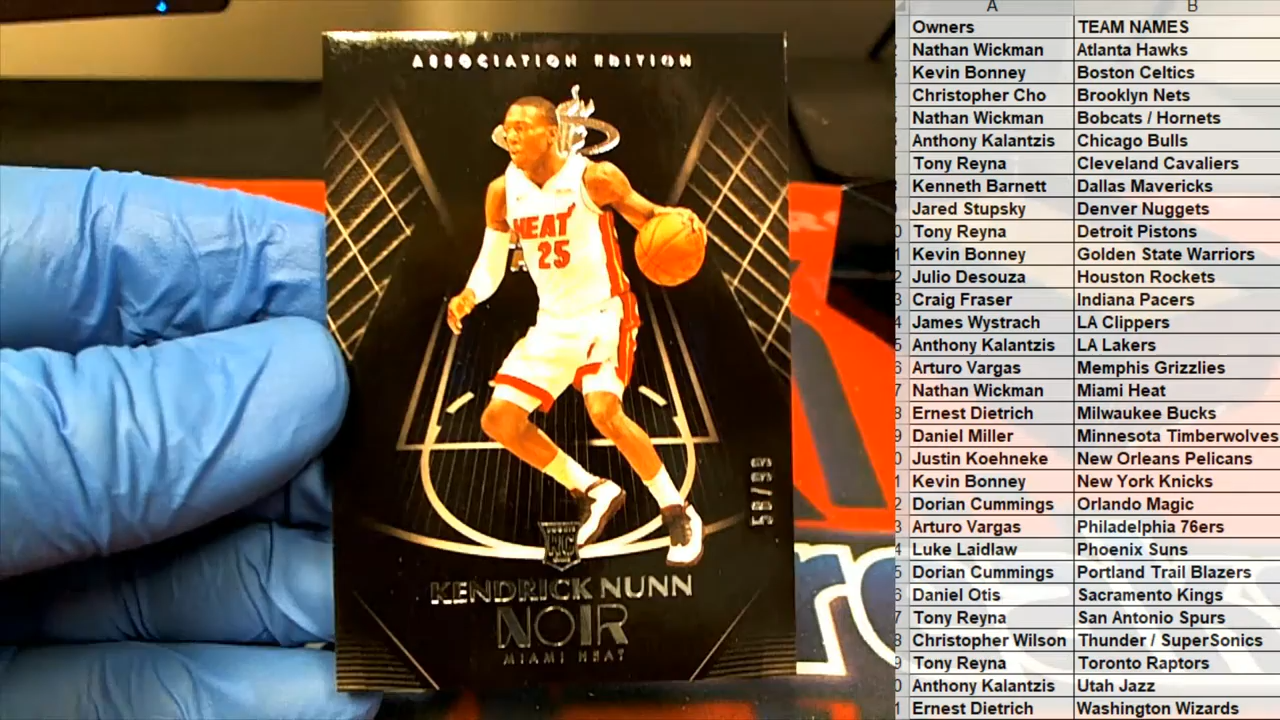 ASSOCIATION EDITION
HEAT
25
RC
KENDRICK NUNN
NOIR
MIAMI HEAT
A B
Owners TEAM NAMES
Nathan Wickman Atlanta Hawks
Kevin Bonney Boston Celtics
Christopher Cho Brooklyn Nets
Nathan Wickman Bobcats / Hornets
Anthony Kalantzis Chicago Bulls
Tony Reyna Cleveland Cavaliers
Kenneth Barnett Dallas Mavericks
Jared Stupsky Denver Nuggets
Tony Reyna Detroit Pistons
Kevin Bonney Golden State Warriors
Julio Desouza Houston Rockets
Craig Fraser Indiana Pacers
James Wystrach LA Clippers
Anthony Kalantzis LA Lakers
Arturo Vargas Memphis Grizzlies
Nathan Wickman Miami Heat
Ernest Dietrich Milwaukee Bucks
Daniel Miller Minnesota Timberwolves
Justin Koehneke New Orleans Pelicans
Kevin Bonney New York Knicks
Dorian Cummings Orlando Magic
Arturo Vargas Philadelphia 76ers
Luke Laidlaw Phoenix Suns
Dorian Cummings Portland Trail Blazers
Daniel Otis Sacramento Kings
Tony Reyna San Antonio Spurs
Christopher Wilson Thunder / SuperSonics
Tony Reyna Toronto Raptors
Anthony Kalantzis Utah Jazz
Ernest Dietrich Washington Wizards